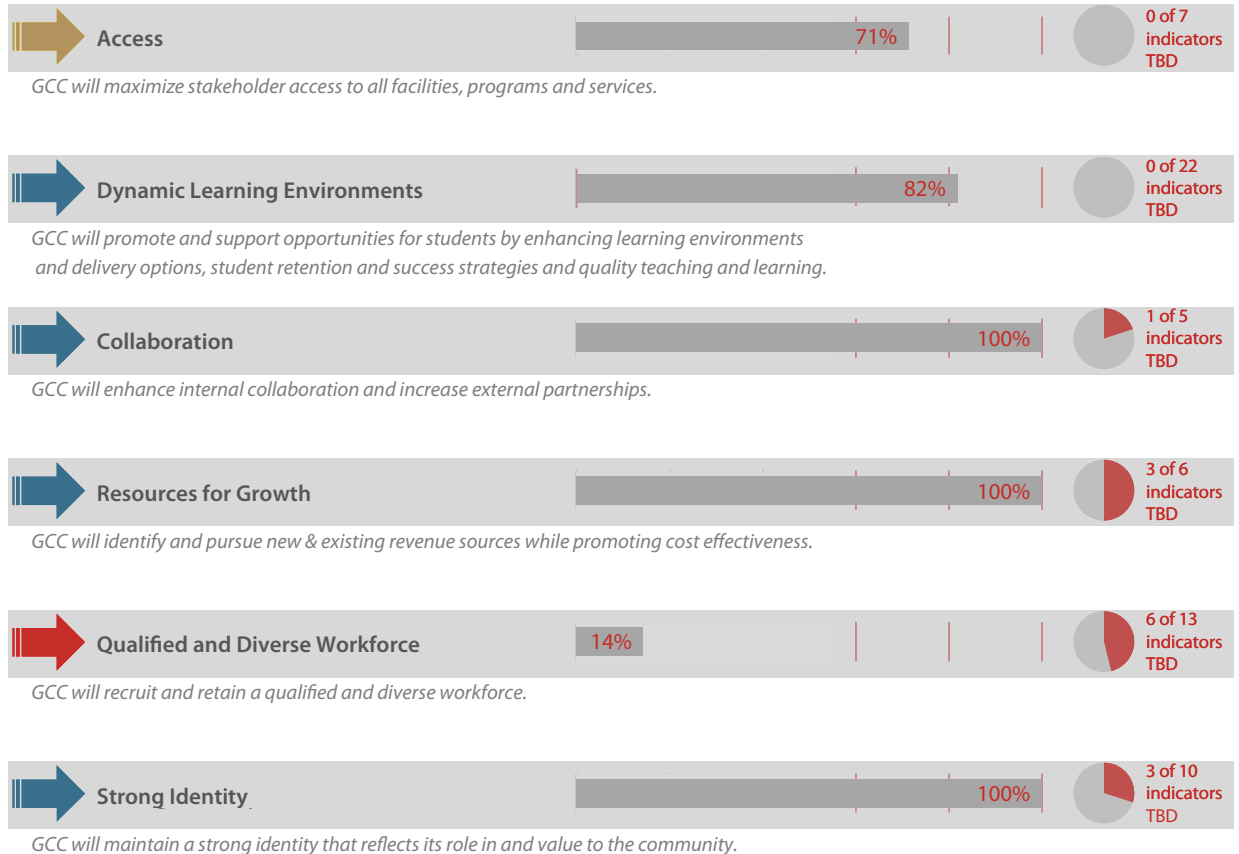 Access
71%
0 of 7
indicators
TBD
GCC will maximize stakeholder access to all facilities, programs and services.
Dynamic Learning Environments
82%
0 of 22
indicators
TBD
GCC will promote and support opportunities for students by enhancing learning environments
and delivery options, student retention and success strategies and quality teaching and learning.
Collaboration
100%
1 of 5
indicators
TBD
GCC will enhance internal collaboration and increase external partnerships.
Resources for Growth
100%
3 of 6
indicators
TBD
GCC will identify and pursue new & existing revenue sources while promoting cost effectiveness.
Qualified and Diverse Workforce
14%
6 of 13
indicators
TBD
GCC will recruit and retain a qualified and diverse workforce.
Strong Identity
100%
3 of 10
indicators
TBD
GCC will maintain a strong identity that reflects its role in and value to the community.